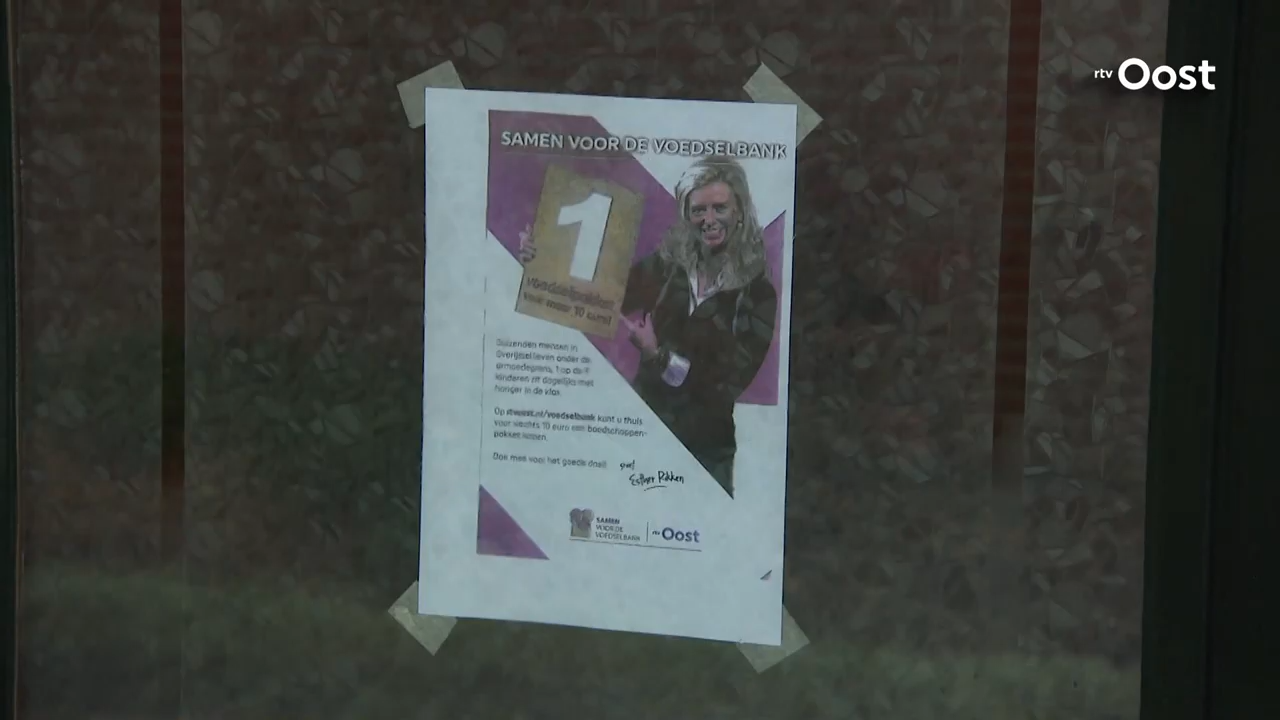 rtv Oost
SAMEN VOOR DE VOEDSELBANK
1
Voedselpakket
voor maar 10 euro!
Duizenden mensen in
Overijssel leven onder de
armoedegrens, 1 op de
kinderen zit dagelijks met
honger in de klas.
Op rtvoost.nl/voedselbank kunt u thuis
voor slechts 10 euro een boodschappen-
pakket kopen.
Doe mee voor het goede doel!
groet
Esther Rikken
SAMEN
VOOR DE
VOEDSELBANK
rtv Oost